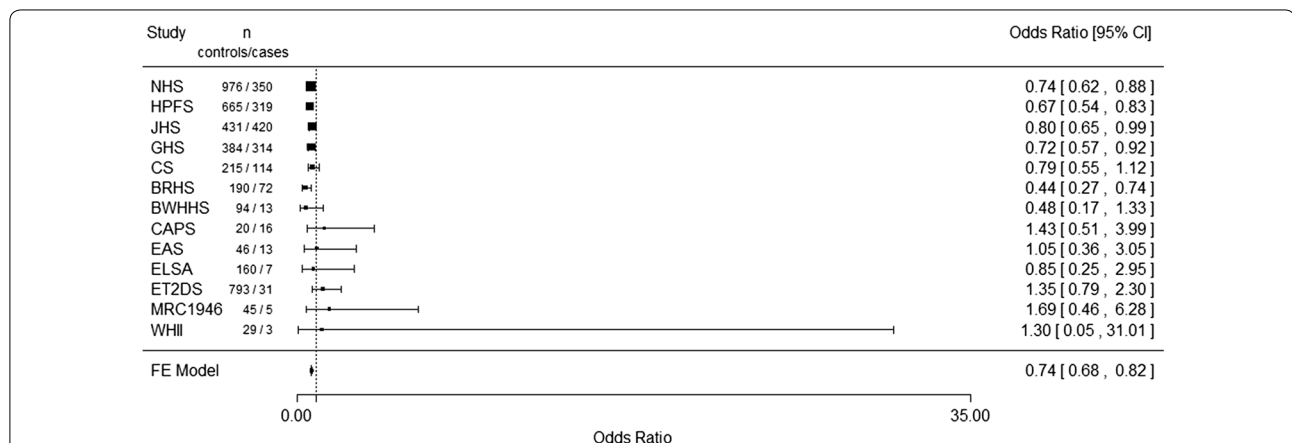 Study n Odds Ratio [95% CI]
controls/cases
NHS 976 / 350 0.74 [ 0.62 , 0.88 ]
HPFS 665 / 319 0.67 [ 0.54 , 0.83 ]
JHS 431 / 420 0.80 [ 0.65 , 0.99 ]
GHS 384 / 314 0.72 [ 0.57 , 0.92 ]
CS 215 / 114 0.79 [ 0.55 , 1.12 ]
BRHS 190 / 72 0.44 [ 0.27 , 0.74 ]
BWHHS 94 / 13 0.48 [ 0.17 , 1.33 ]
CAPS 20 / 16 1.43 [ 0.51 , 3.99 ]
EAS 46 / 13 1.05 [ 0.36 , 3.05 ]
ELSA 160 / 7 0.85 [ 0.25 , 2.95 ]
ET2DS 793 / 31 1.35 [ 0.79 , 2.30 ]
MRC1946 45 / 5 1.69 [ 0.46 , 6.28 ]
WHII 29 / 3 1.30 [ 0.05 , 31.01 ]
FE Model 0.74 [ 0.68 , 0.82 ]
0.00 35.00
Odds Ratio